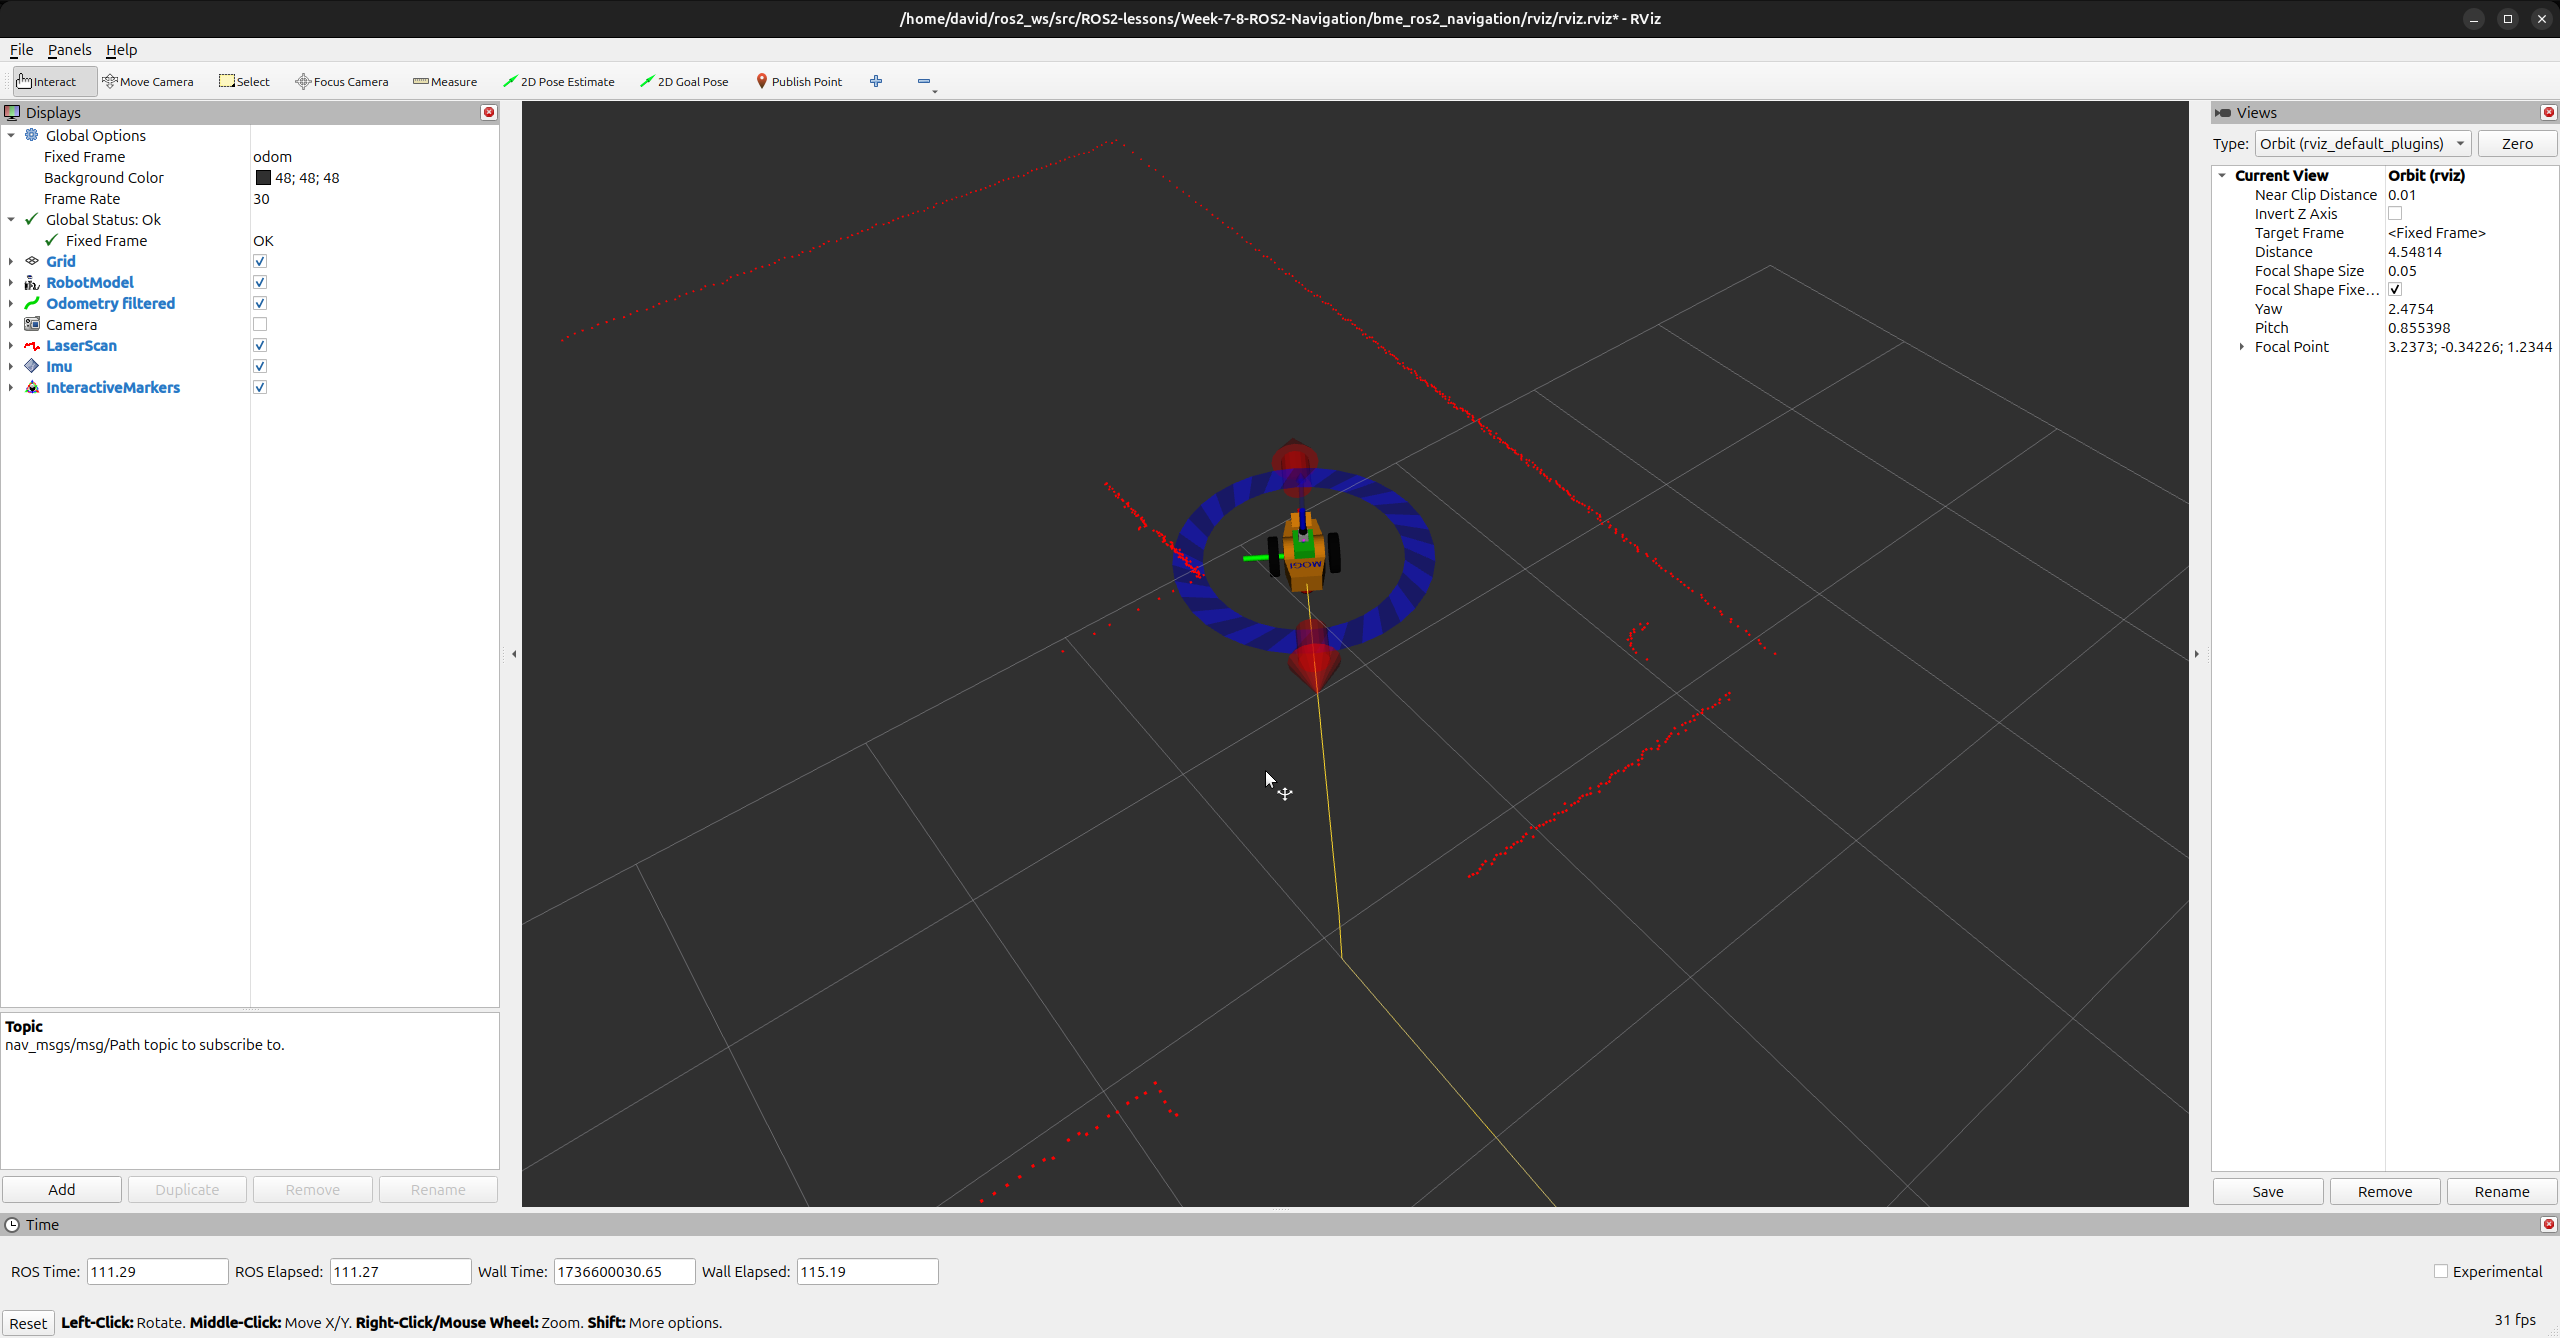 /home/david/ros2_ws/src/ROS2-lessons/Week-7-8-ROS2-Navigation/bme_ros2_navigation/rviz/rviz.rviz* - RViz
File Panels Help
Interact Move Camera Select Focus Camera Measure 2D Pose Estimate 2D Goal Pose Publish Point
Displays
Global Options
Fixed Frame odom
Background Color 48; 48; 48
Frame Rate 30
Global Status: Ok
Fixed Frame OK
Grid
RobotModel
Odometry filtered
Camera
LaserScan
Imu
InteractiveMarkers
Topic
nav_msgs/msg/Path topic to subscribe to.
Add Duplicate Remove Rename
MOGI
Views
Type: Orbit (rviz_default_plugins) Zero
Current View Orbit (rviz)
Near Clip Distance 0.01
Invert Z Axis
Target Frame <Fixed Frame>
Distance 4.54814
Focal Shape Size 0.05
Focal Shape Fixe...
Yaw 2.4754
Pitch 0.855398
Focal Point 3.2373; -0.34226; 1.2344
Save Remove Rename
Time
ROS Time: 111.29 ROS Elapsed: 111.27 Wall Time: 1736600030.65 Wall Elapsed: 115.19 Experimental
Reset Left-Click: Rotate. Middle-Click: Move X/Y. Right-Click/Mouse Wheel: Zoom. Shift: More options. 31 fps